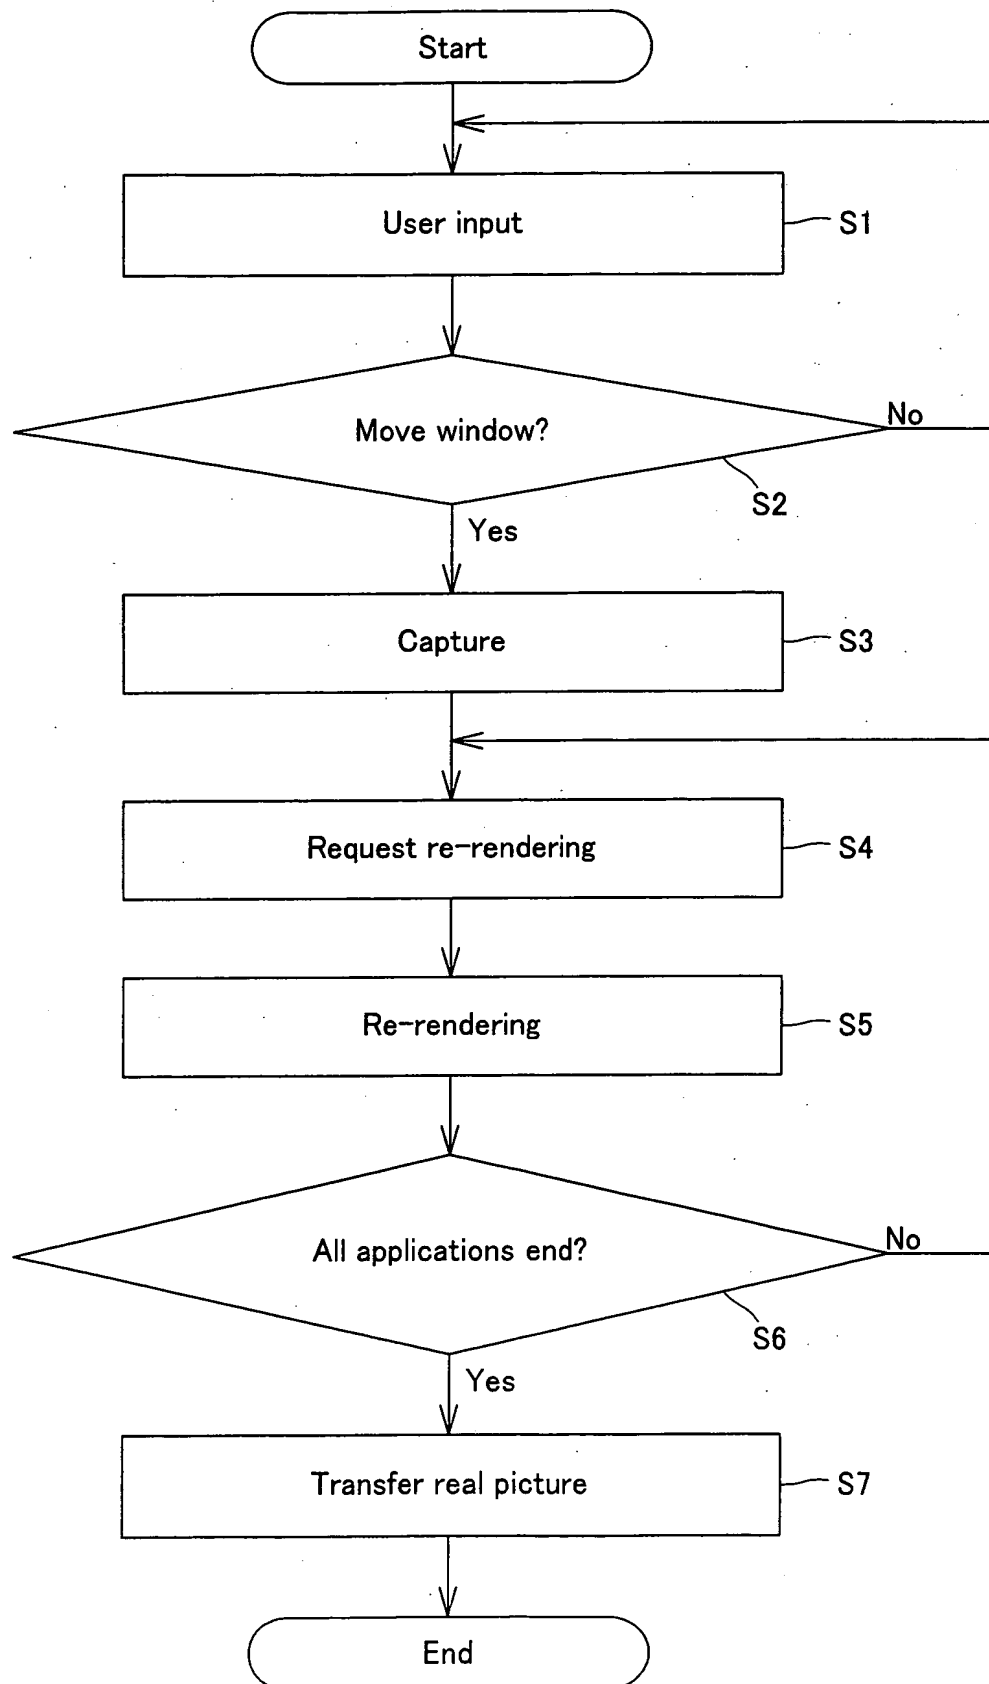 Start
User input
S1
Move window?
No
S2
Yes
Capture
S3
Request re-rendering
S4
Re-rendering
S5
All applications end?
No
S6
Yes
Transfer real picture
S7
End